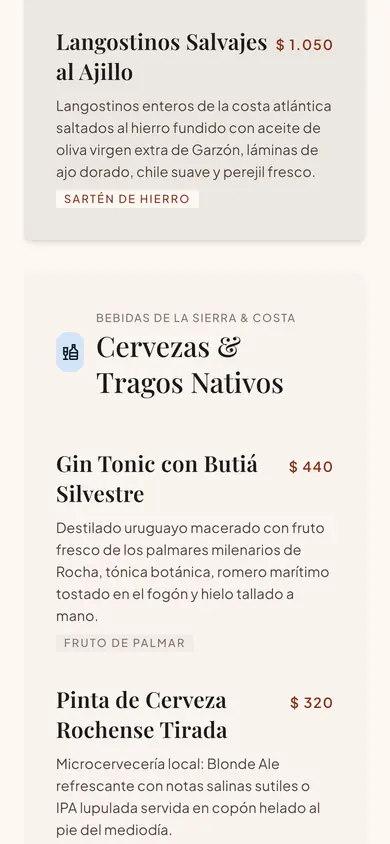 Langostinos Salvajes $ 1.050
al Ajillo
Langostinos enteros de la costa atlántica
saltados al hierro fundido con aceite de
oliva virgen extra de Garzón, láminas de
ajo dorado, chile suave y perejil fresco.
SARTÉN DE HIERRO
BEBIDAS DE LA SIERRA & COSTA
Cervezas &
Tragos Nativos
Gin Tonic con Butiá $ 440
Silvestre
Destilado uruguayo macerado con fruto
fresco de los palmares milenarios de
Rocha, tónica botánica, romero marítimo
tostado en el fogón y hielo tallado a
mano.
FRUTO DE PALMAR
Pinta de Cerveza $ 320
Rochense Tirada
Microcervecería local: Blonde Ale
refrescante con notas salinas sutiles o
IPA lupulada servida en copón helado al
pie del mediodía.